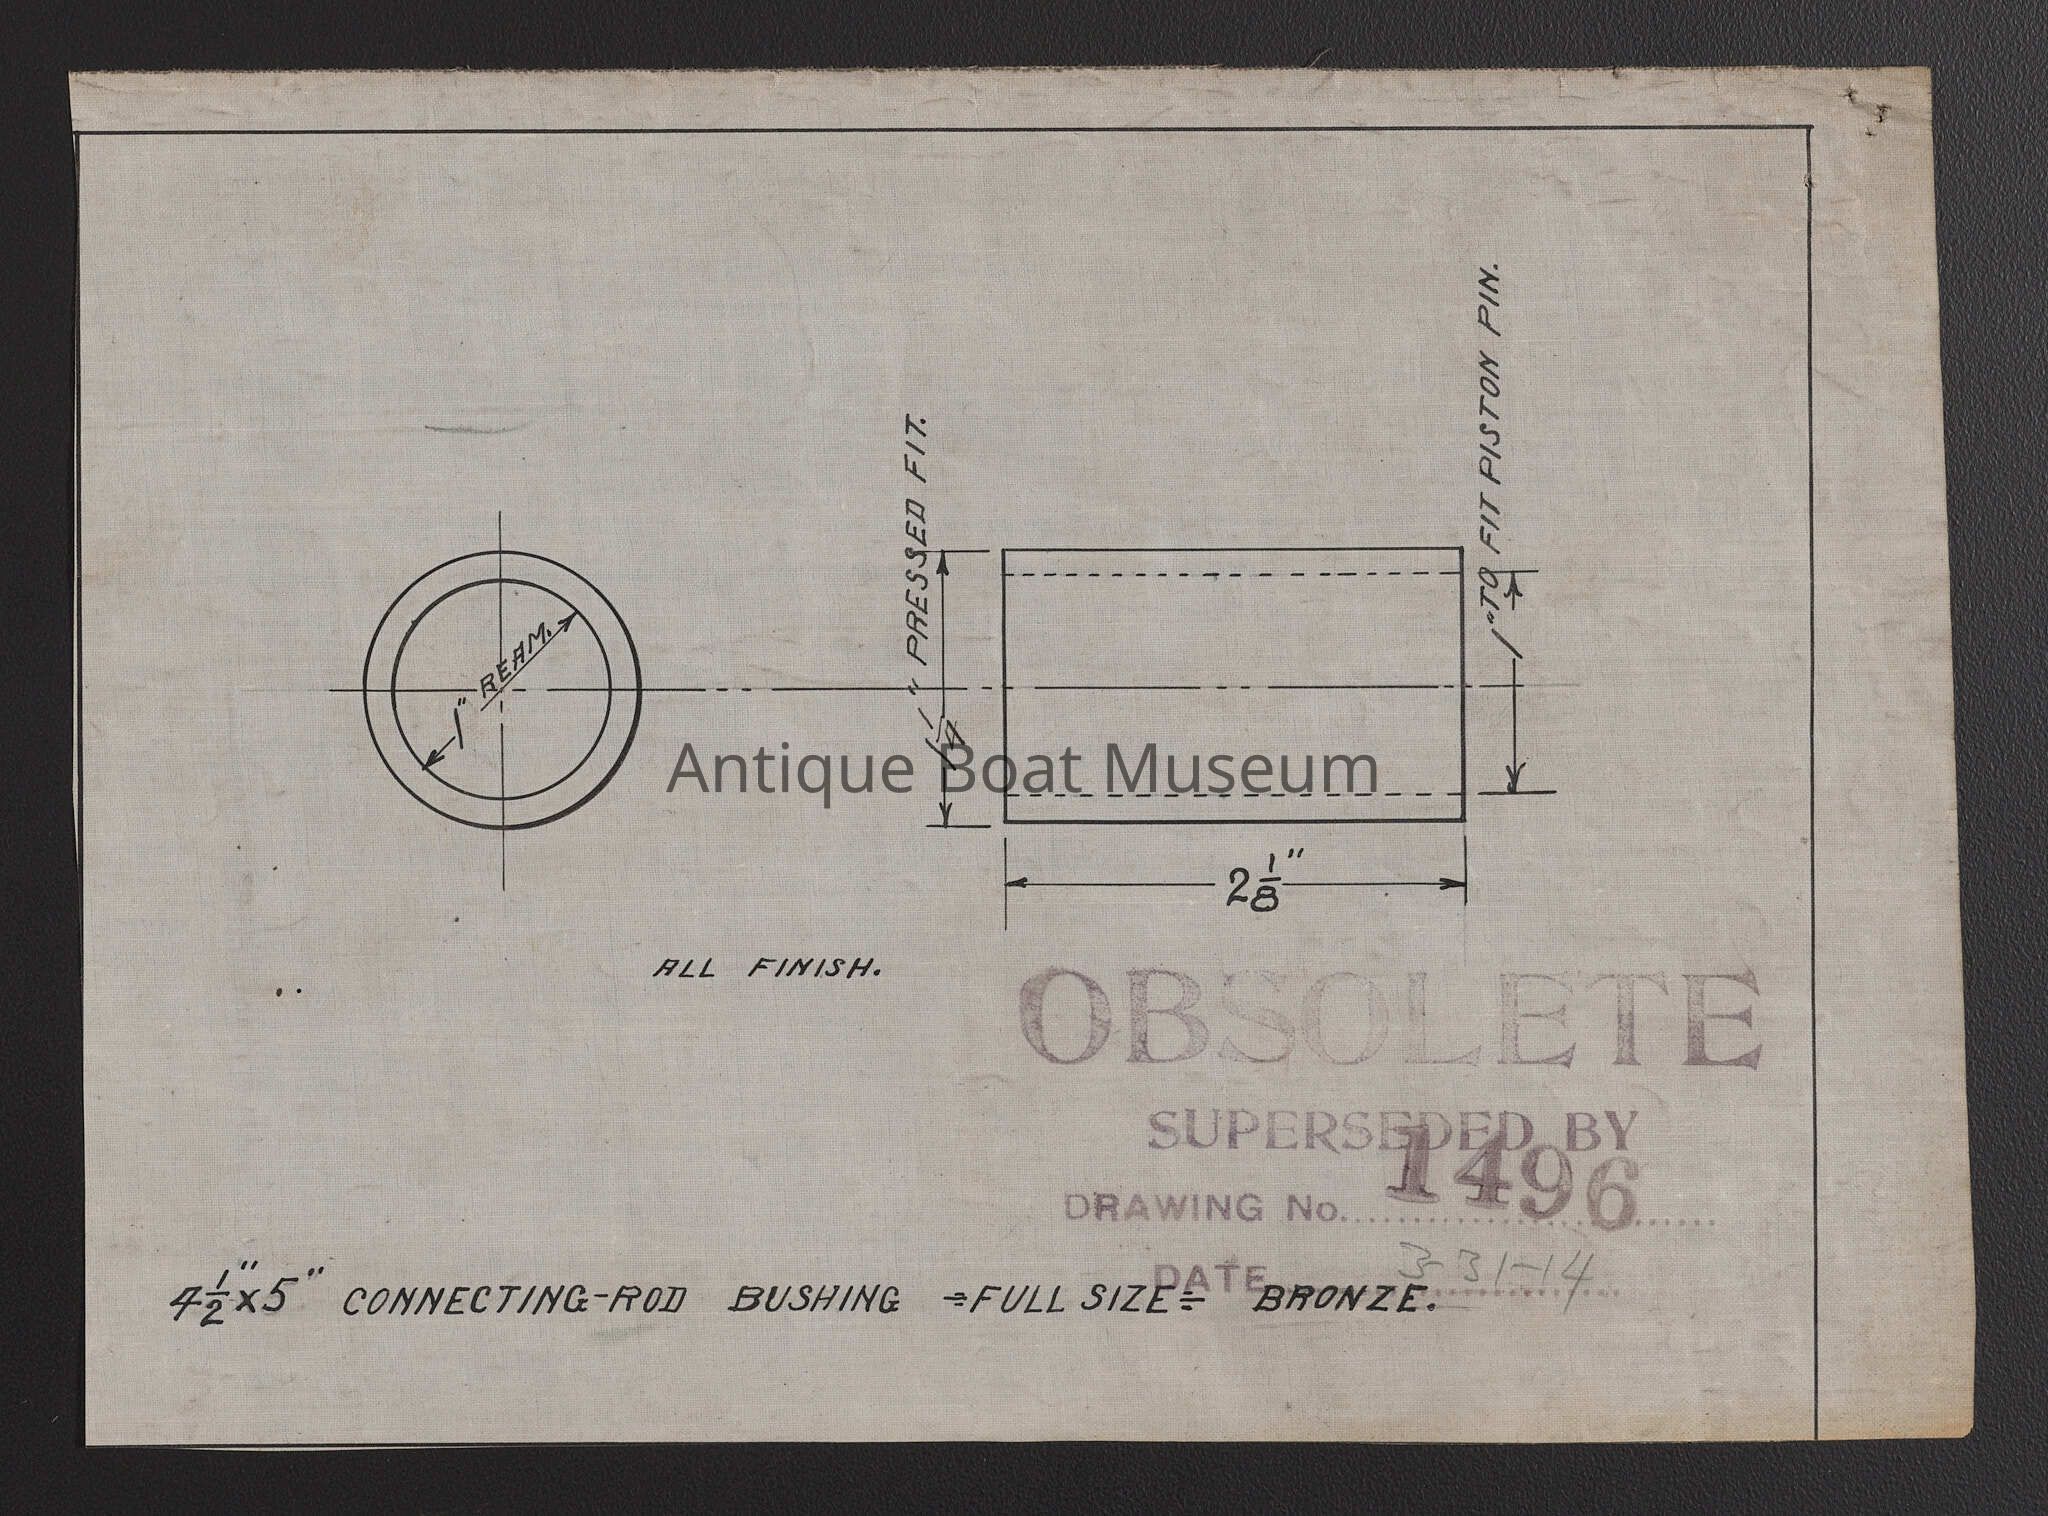 1" TO FIT PISTON PIN.
1 1/4" PRESSED FIT.
1" REAM.
Antique Boat Museum
2 1/8"
ALL FINISH.
OBSOLETE
SUPERSEDED BY
DRAWING No. 1496
DATE 3-31-14
4 1/2" x 5" CONNECTING-ROD BUSHING =FULL SIZE= BRONZE.